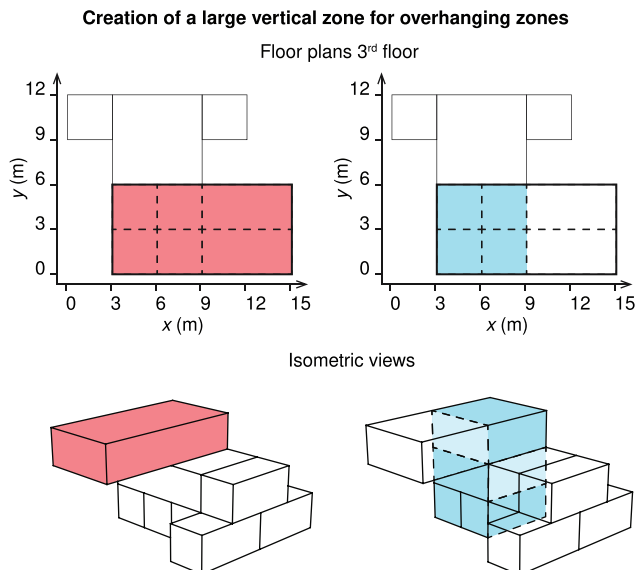 Creation of a large vertical zone for overhanging zones
Floor plans 3rd floor
12
9
6
3
0
y (m)
0 3 6 9 12 15
x (m)
12
9
6
3
0
y (m)
0 3 6 9 12 15
x (m)
Isometric views